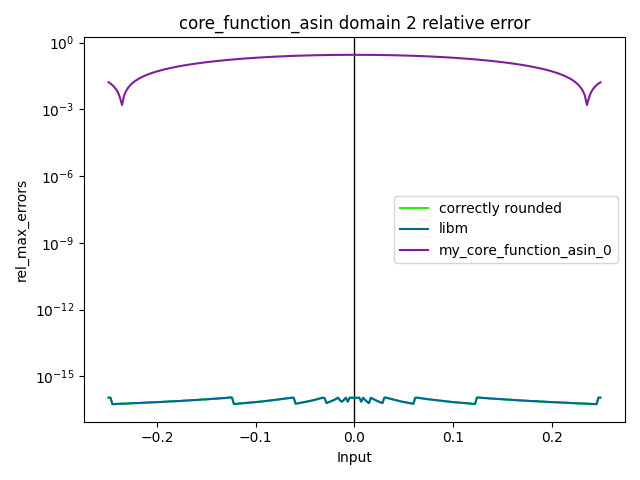 core_function_asin domain 2 relative error
rel_max_errors
10^0
10^-3
10^-6
10^-9
10^-12
10^-15
correctly rounded
libm
my_core_function_asin_0
−0.2
−0.1
0.0
0.1
0.2
Input